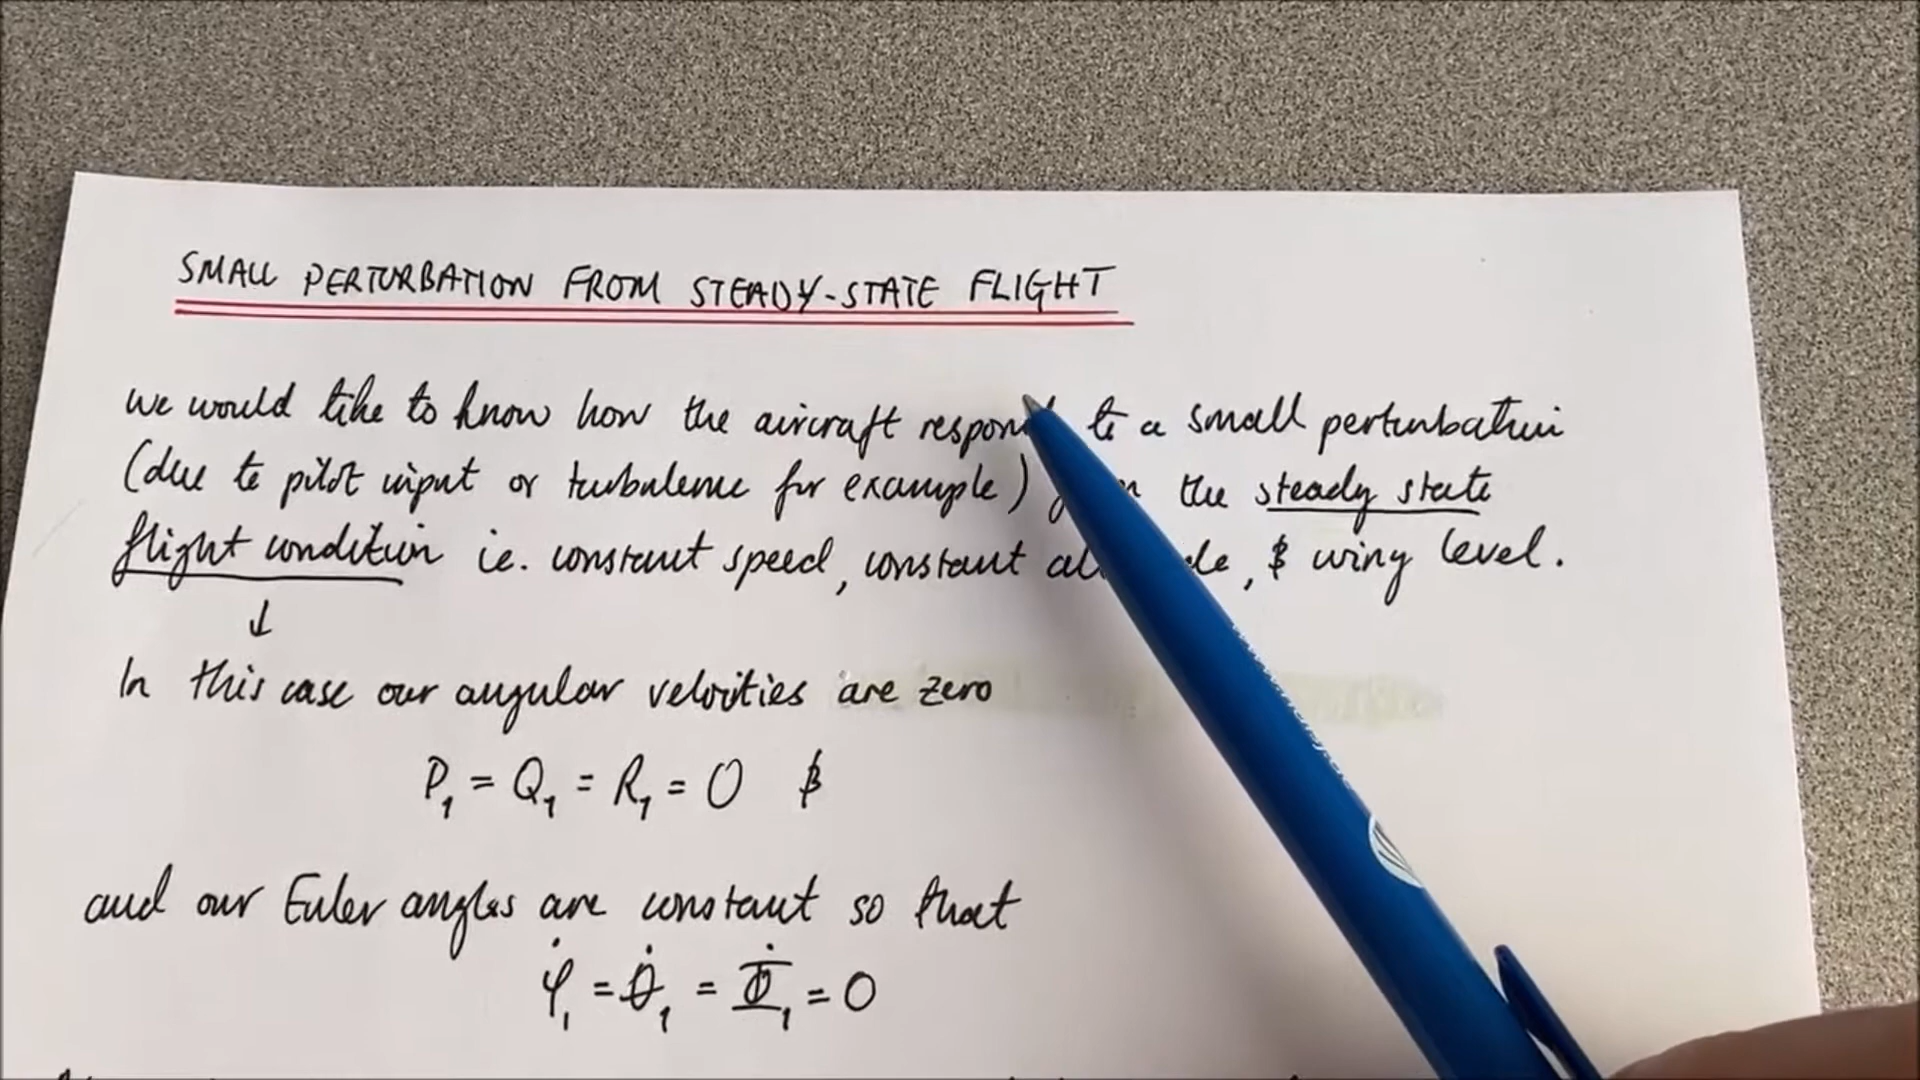 SMALL PERTURBATION FROM STEADY-STATE FLIGHT
we would like to know how the aircraft respond to a small perturbation
(due to pilot input or turbulence for example) the steady state
flight condition i.e. constant speed, constant , & wing level.
↓
In this case our angular velocities are zero
P₁ = Q₁ = R₁ = 0 &
and our Euler angles are constant so that
φ̇₁ = θ̇₁ = Φ̇₁ = 0